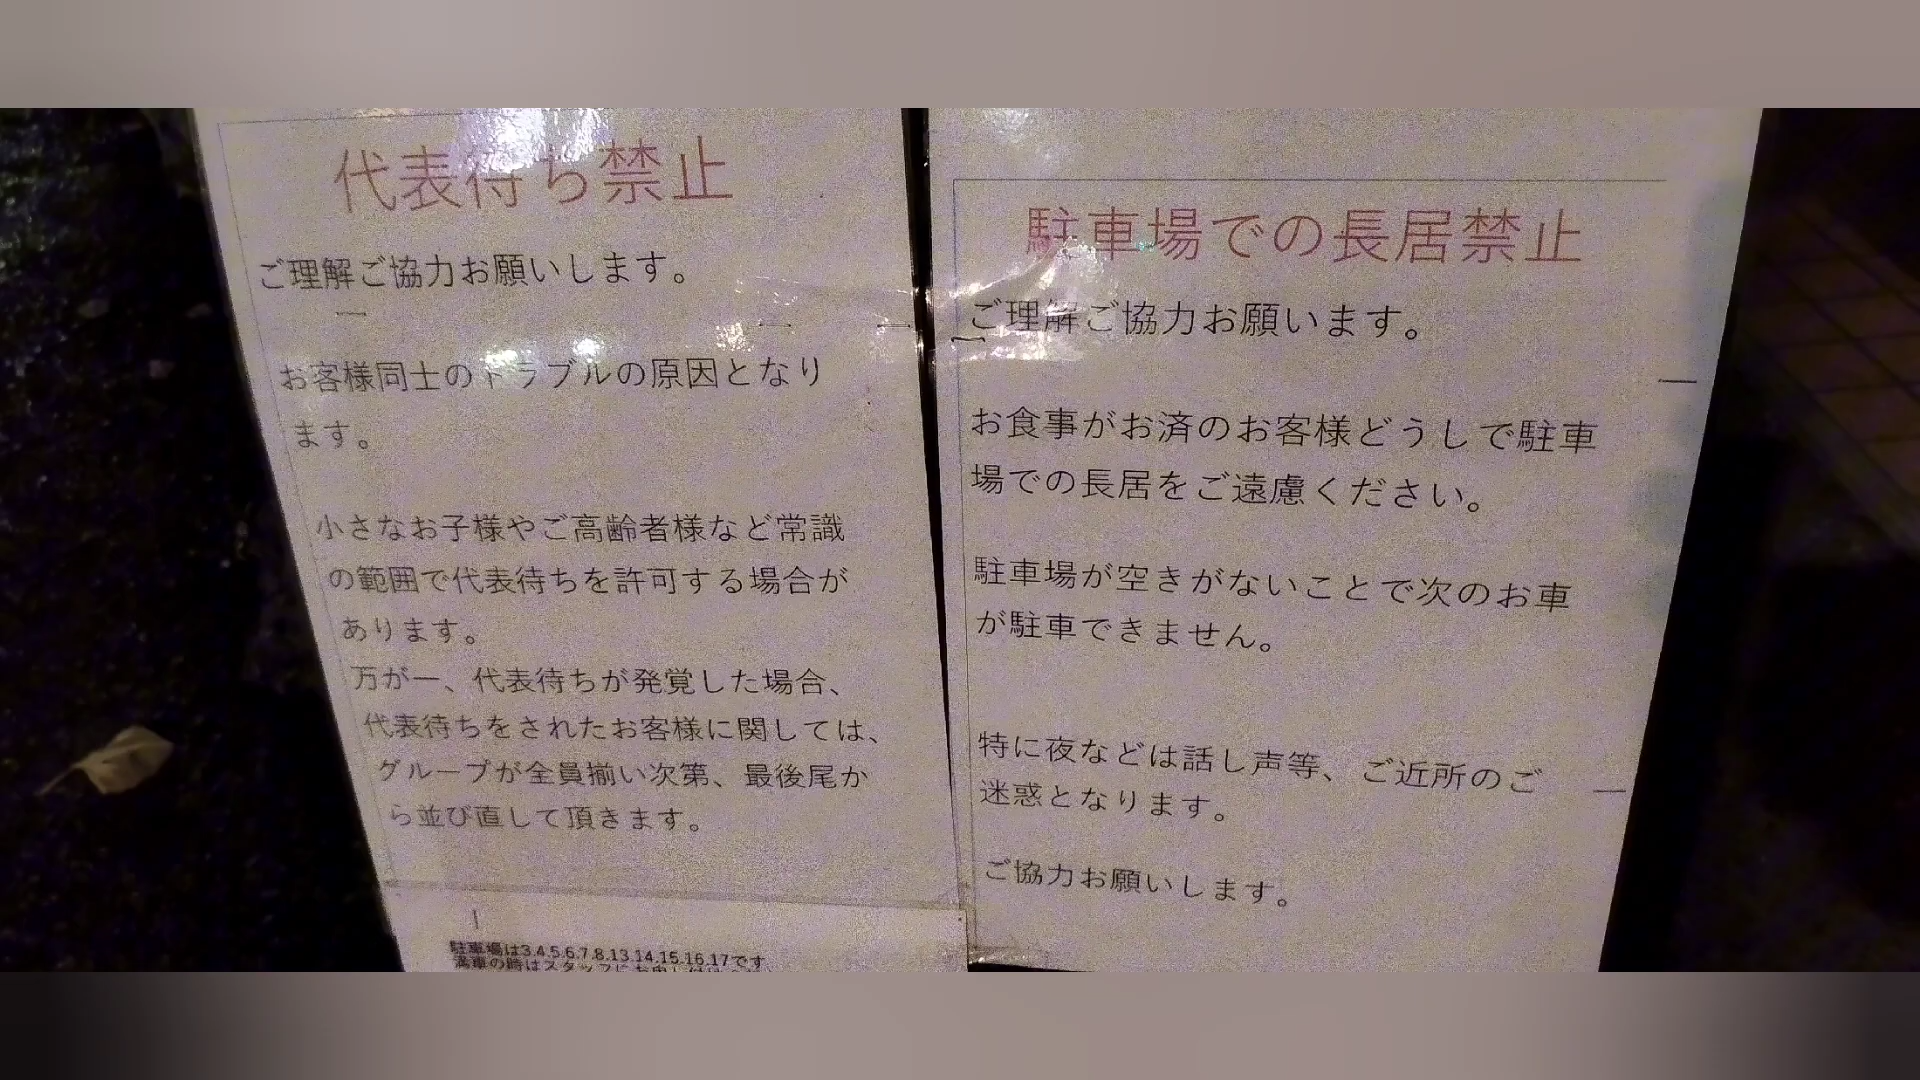 代表待ち禁止
ご理解ご協力お願いします。
お客様同士のトラブルの原因となり
ます。
小さなお子様やご高齢者様など常識
の範囲で代表待ちを許可する場合が
あります。
万が一、代表待ちが発覚した場合、
代表待ちをされたお客様に関しては、
グループが全員揃い次第、最後尾か
ら並び直して頂きます。
駐車場は3.4.5.6.7.8.13.14.15.16.17です
満車の時はスタッフに
駐車場での長居禁止
ご理解ご協力お願います。
お食事がお済のお客様どうしで駐車
場での長居をご遠慮ください。
駐車場が空きがないことで次のお車
が駐車できません。
特に夜などは話し声等、ご近所のご
迷惑となります。
ご協力お願いします。